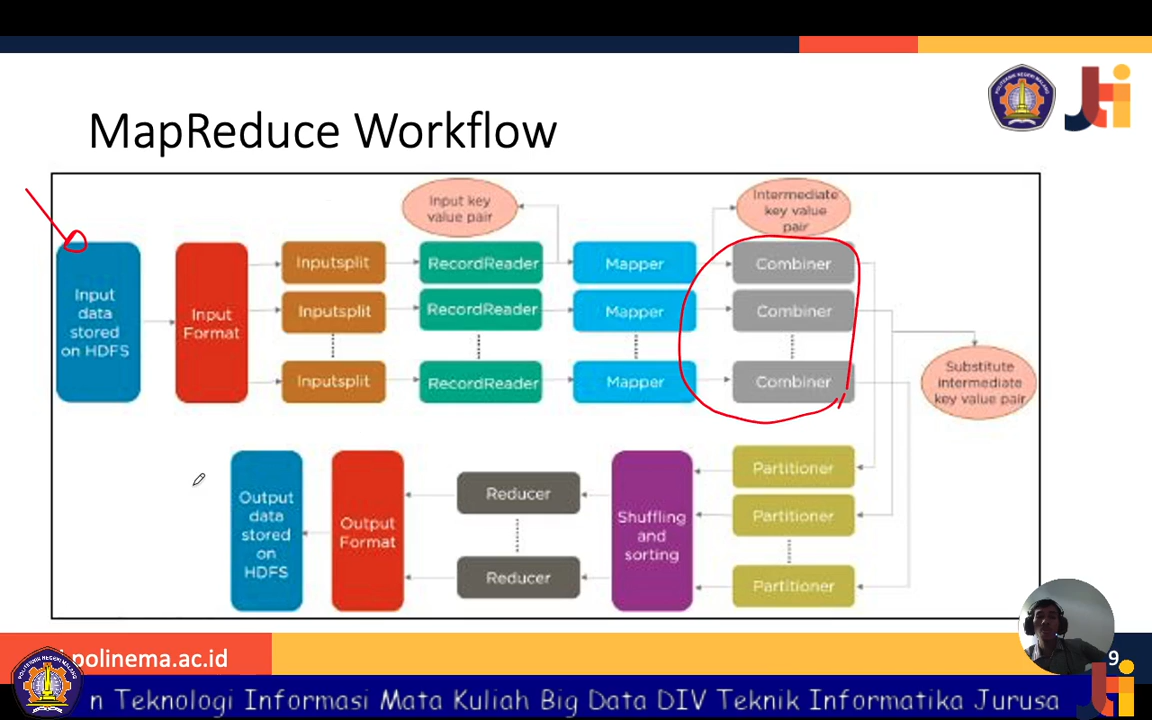 MapReduce Workflow
Input key
value pair
Intermediate
key value
pair
Input
data
stored
on HDFS
Input
Format
Inputsplit
RecordReader
Mapper
Combiner
Inputsplit
RecordReader
Mapper
Combiner
Inputsplit
RecordReader
Mapper
Combiner
Substitute
intermediate
key value pair
Partitioner
Partitioner
Partitioner
Shuffling
and
sorting
Reducer
Reducer
Output
Format
Output
data
stored
on
HDFS
polinema.ac.id
9
n Teknologi Informasi Mata Kuliah Big Data DIV Teknik Informatika Jurusa